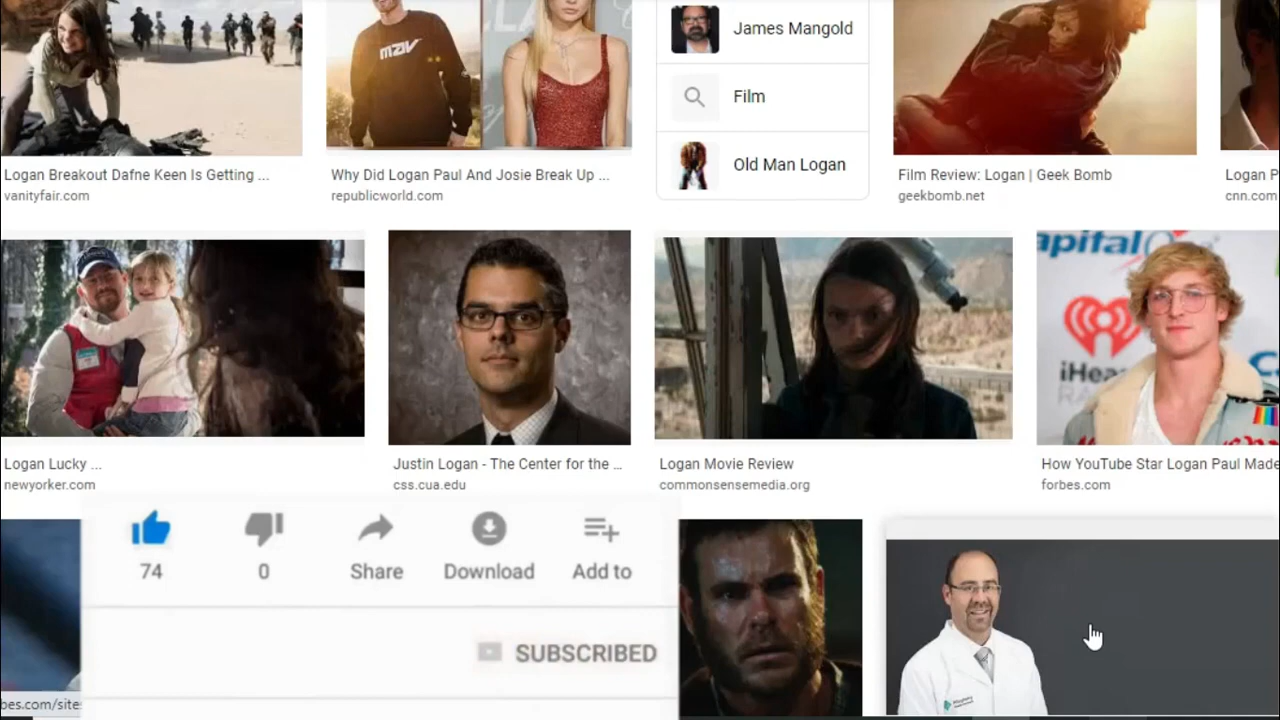 James Mangold
mav
Film
Old Man Logan
Logan Breakout Dafne Keen Is Getting ...
vanityfair.com
Why Did Logan Paul And Josie Break Up ...
republicworld.com
Film Review: Logan | Geek Bomb
geekbomb.net
Logan P
cnn.com
apital
iHea
Logan Lucky ...
newyorker.com
Justin Logan - The Center for the ...
css.cua.edu
Logan Movie Review
commonsensemedia.org
How YouTube Star Logan Paul Made
forbes.com
74
0
Share
Download
Add to
SUBSCRIBED
bes.com/site